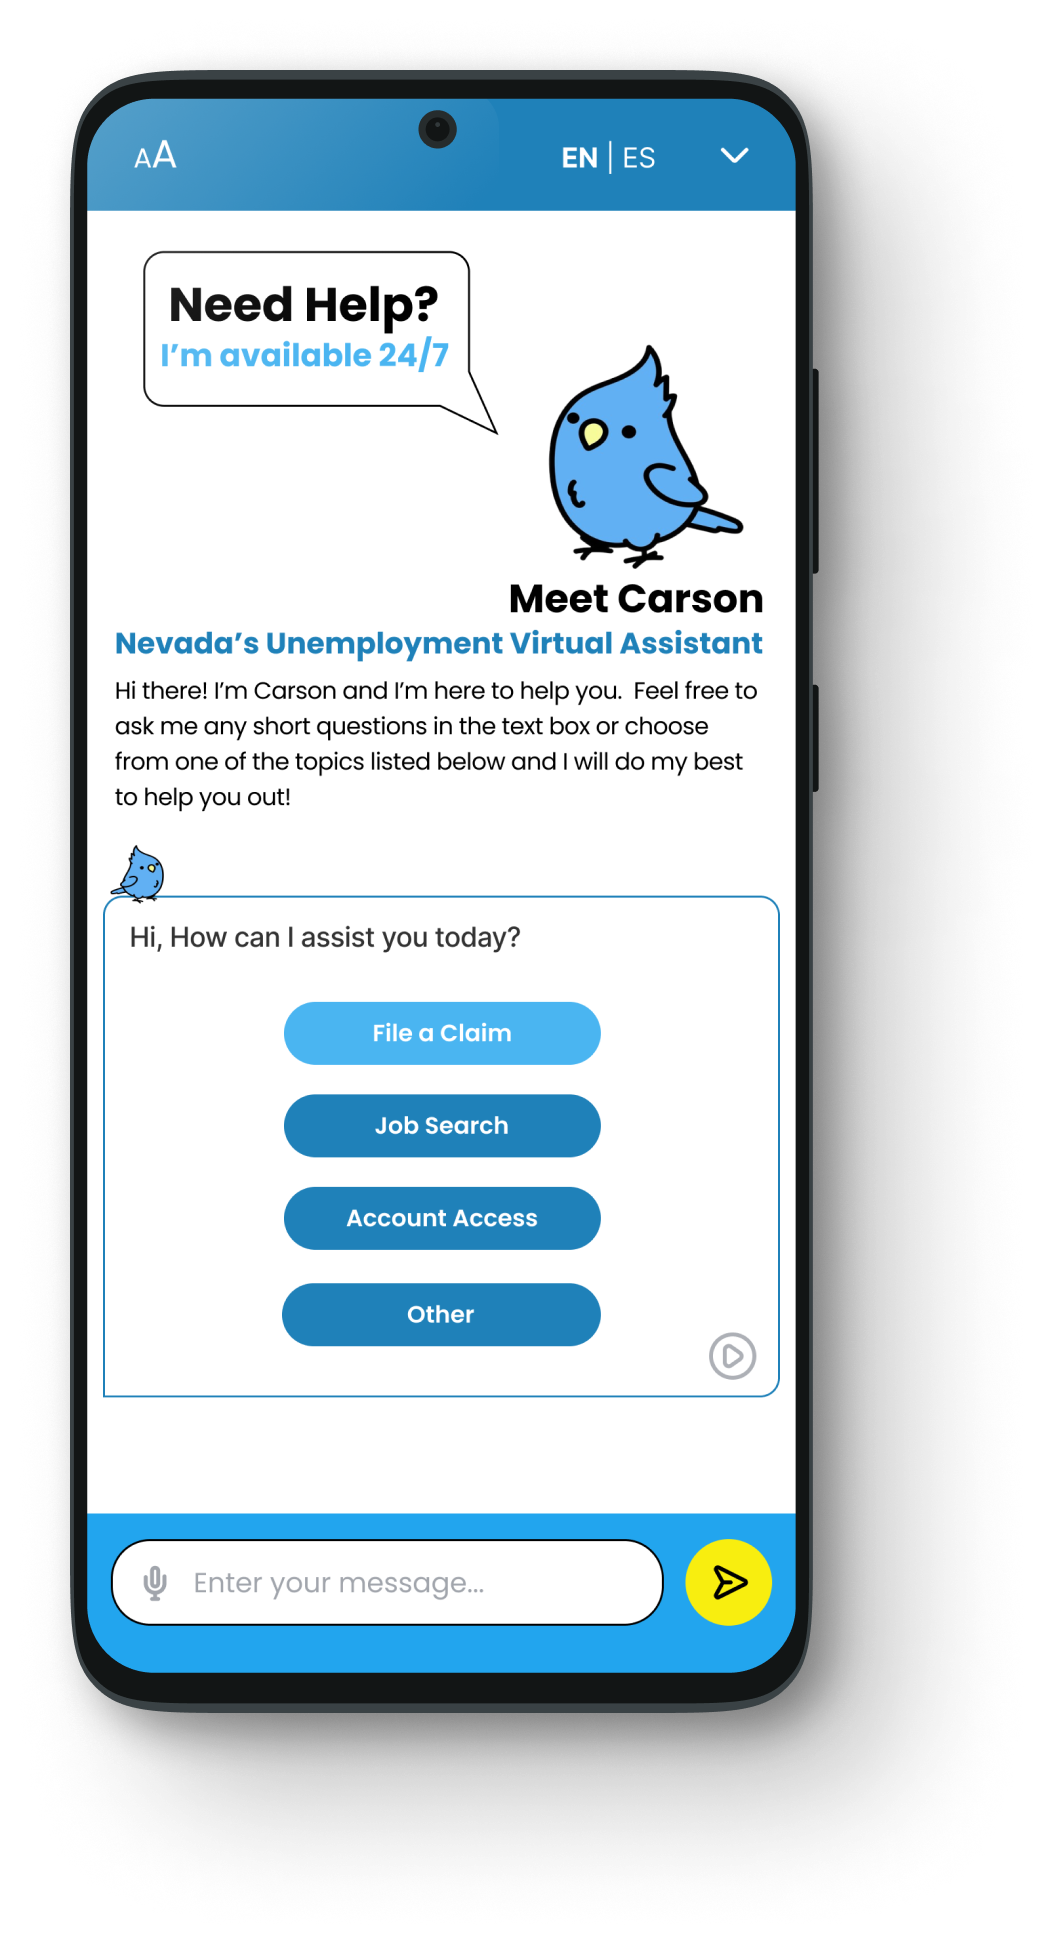 AA
EN | ES
Need Help?
I’m available 24/7
Meet Carson
Nevada’s Unemployment Virtual Assistant
Hi there! I’m Carson and I’m here to help you.  Feel free to
ask me any short questions in the text box or choose
from one of the topics listed below and I will do my best
to help you out!
Hi, How can I assist you today?
File a Claim
Job Search
Account Access
Other
Enter your message...